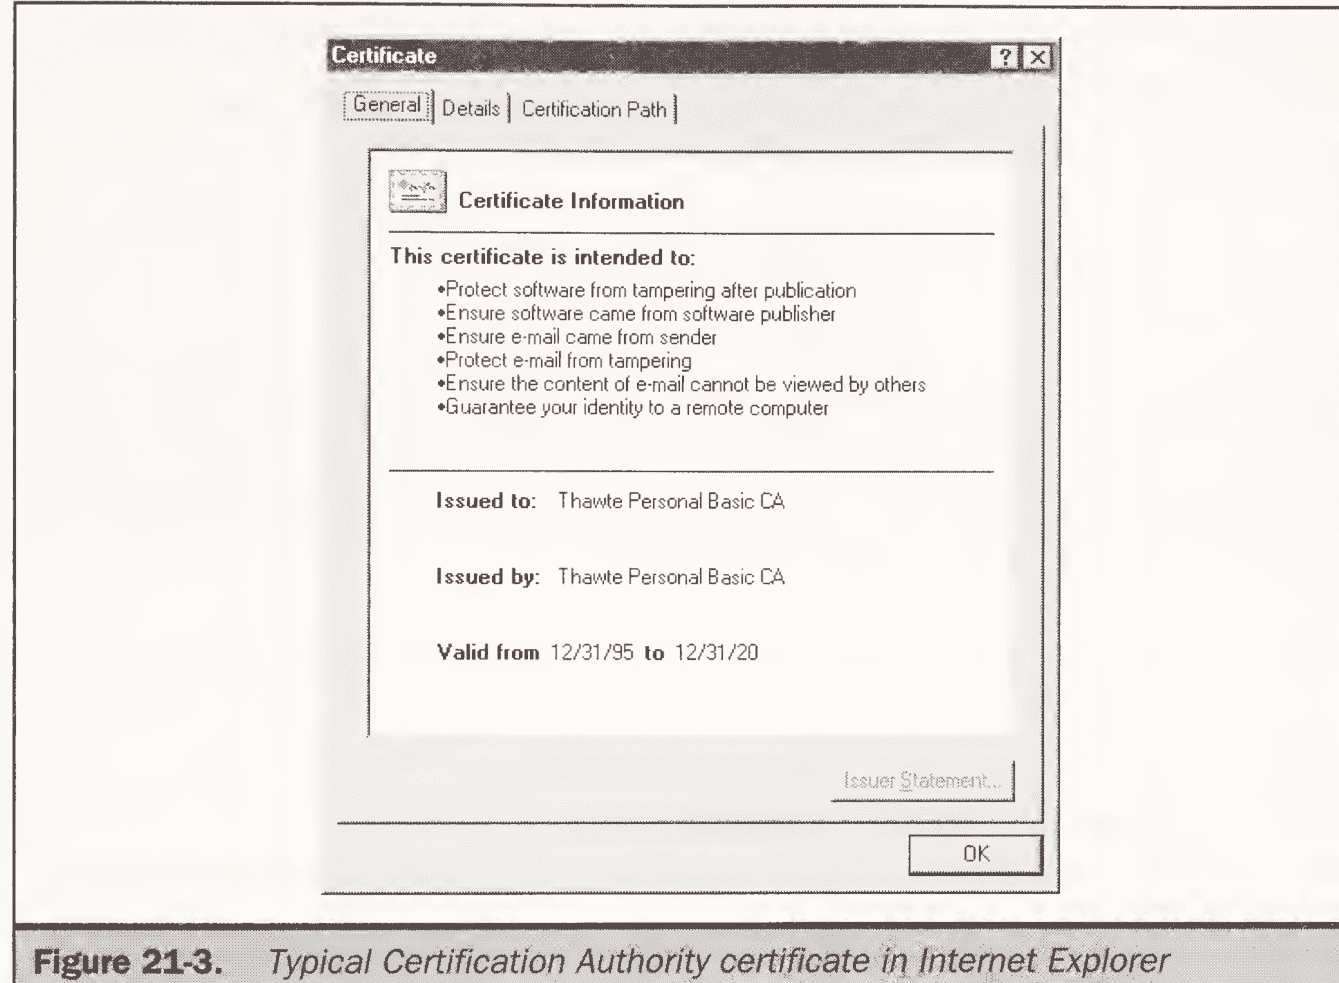 Certificate
General Details Certification Path
Certificate Information
This certificate is intended to:
•Protect software from tampering after publication
•Ensure software came from software publisher
•Ensure e-mail came from sender
•Protect e-mail from tampering
•Ensure the content of e-mail cannot be viewed by others
•Guarantee your identity to a remote computer
Issued to: Thawte Personal Basic CA
Issued by: Thawte Personal Basic CA
Valid from 12/31/95 to 12/31/20
Issuer Statement...
OK
Figure 21-3. Typical Certification Authority certificate in Internet Explorer